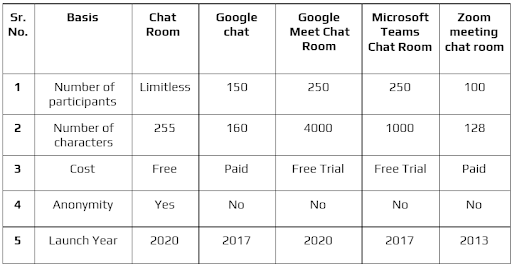 Sr. No. Basis Chat Room Google chat Google Meet Chat Room Microsoft Teams Chat Room Zoom meeting chat room
1 Number of participants Limitless 150 250 250 100
2 Number of characters 255 160 4000 1000 128
3 Cost Free Paid Free Trial Free Trial Paid
4 Anonymity Yes No No No No
5 Launch Year 2020 2017 2020 2017 2013